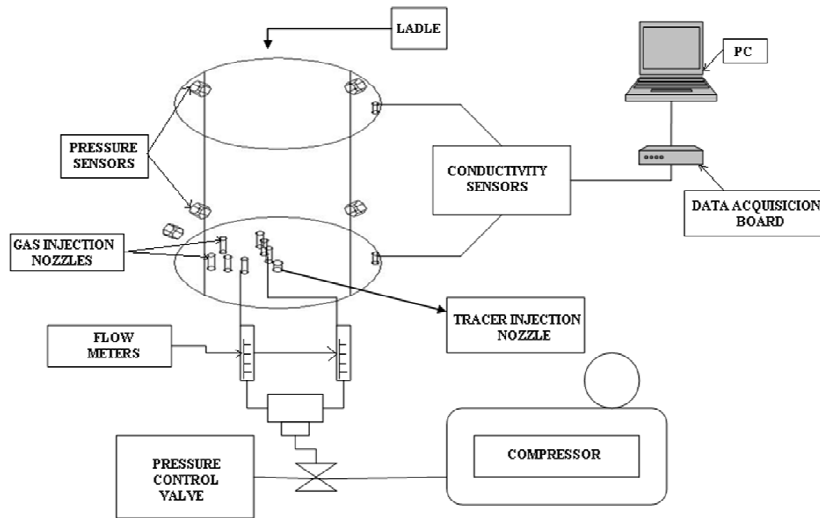 LADLE
PC
PRESSURE
SENSORS
CONDUCTIVITY
SENSORS
DATA ACQUISICION
BOARD
GAS INJECTION
NOZZLES
TRACER INJECTION
NOZZLE
FLOW
METERS
PRESSURE
CONTROL
VALVE
COMPRESSOR